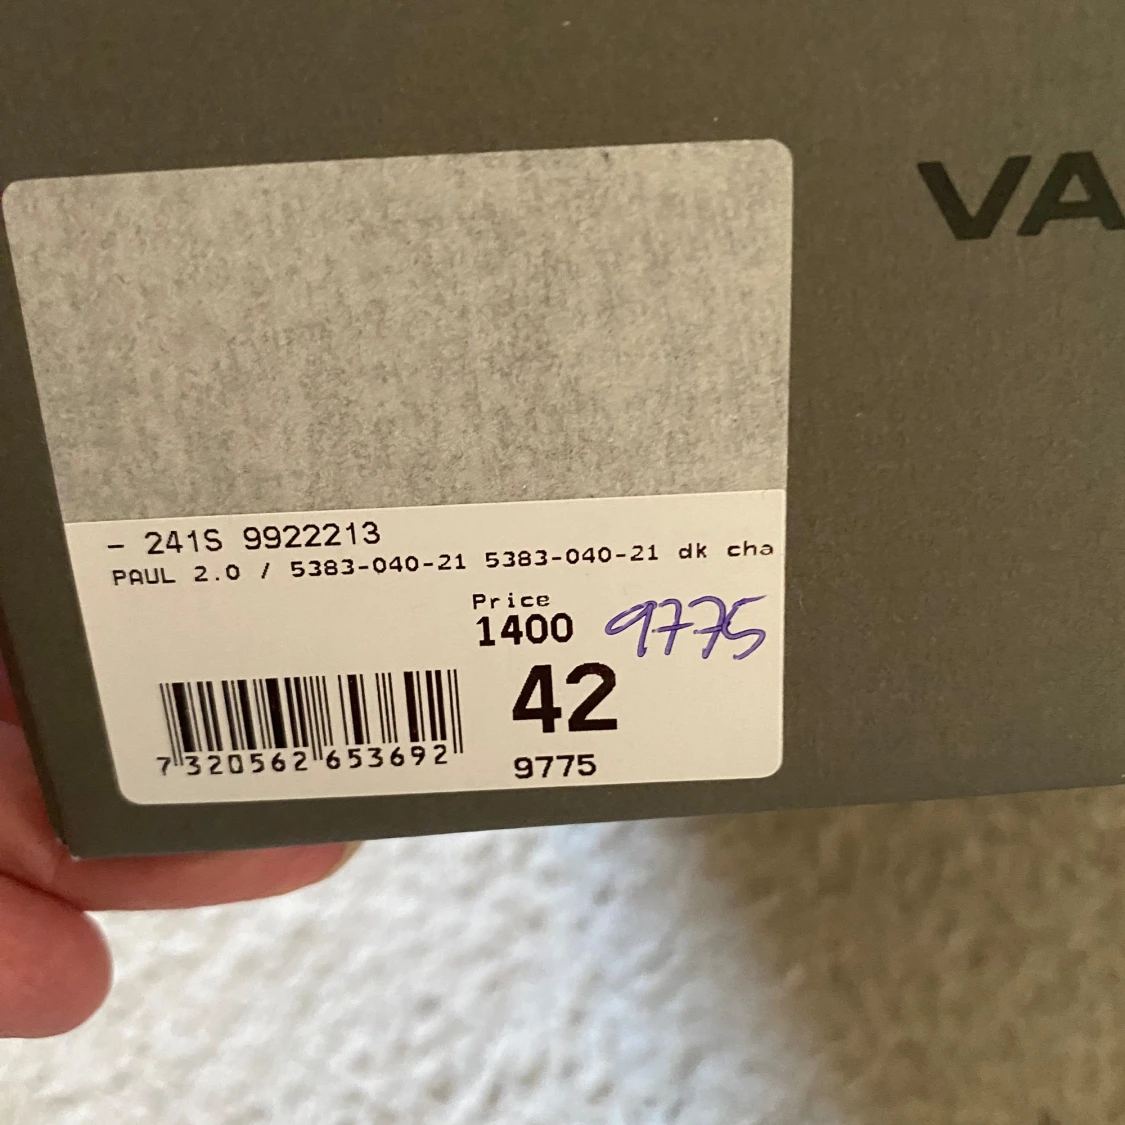 VA
- 241S 9922213
PAUL 2.0 / 5383-040-21 5383-040-21 dk cha
Price
1400 9775
42
7 320562 653692
9775